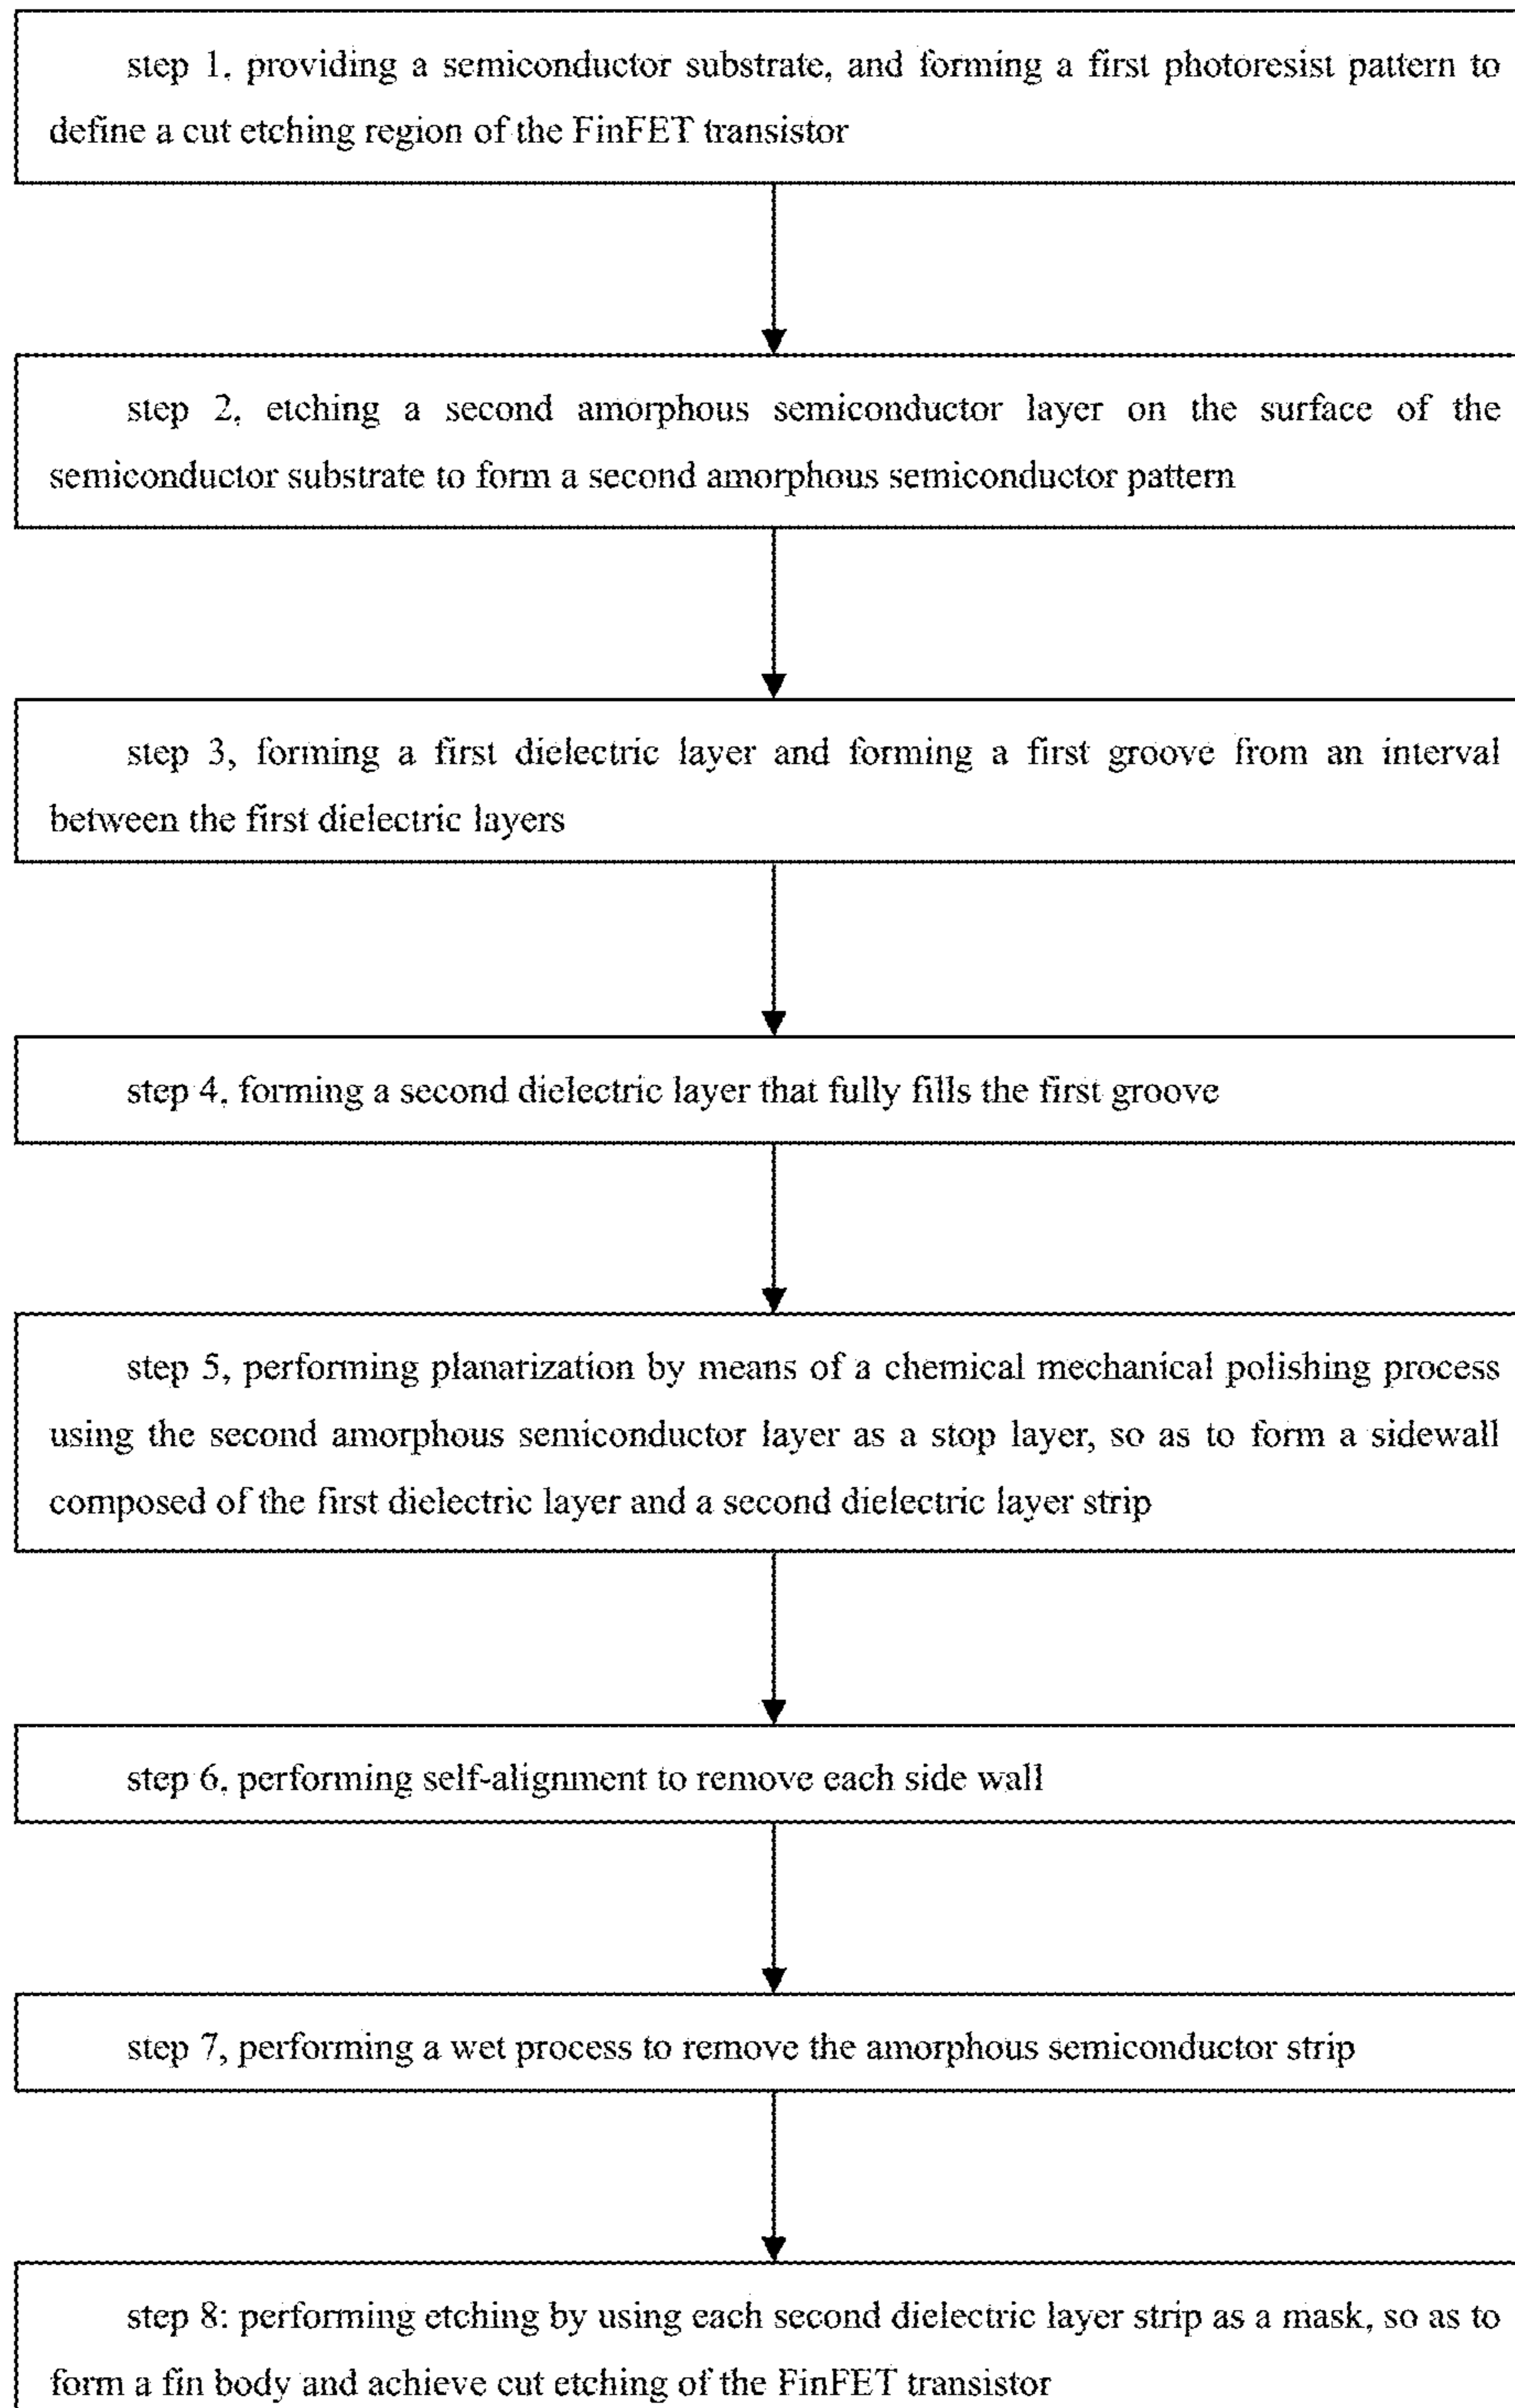 step 1, providing a semiconductor substrate, and forming a first photoresist pattern to
define a cut etching region of the FinFET transistor
step 2, etching a second amorphous semiconductor layer on the surface of the
semiconductor substrate to form a second amorphous semiconductor pattern
step 3, forming a first dielectric layer and forming a first groove from an interval
between the first dielectric layers
step 4, forming a second dielectric layer that fully fills the first groove
step 5, performing planarization by means of a chemical mechanical polishing process
using the second amorphous semiconductor layer as a stop layer, so as to form a sidewall
composed of the first dielectric layer and a second dielectric layer strip
step 6, performing self-alignment to remove each side wall
step 7, performing a wet process to remove the amorphous semiconductor strip
step 8: performing etching by using each second dielectric layer strip as a mask, so as to
form a fin body and achieve cut etching of the FinFET transistor